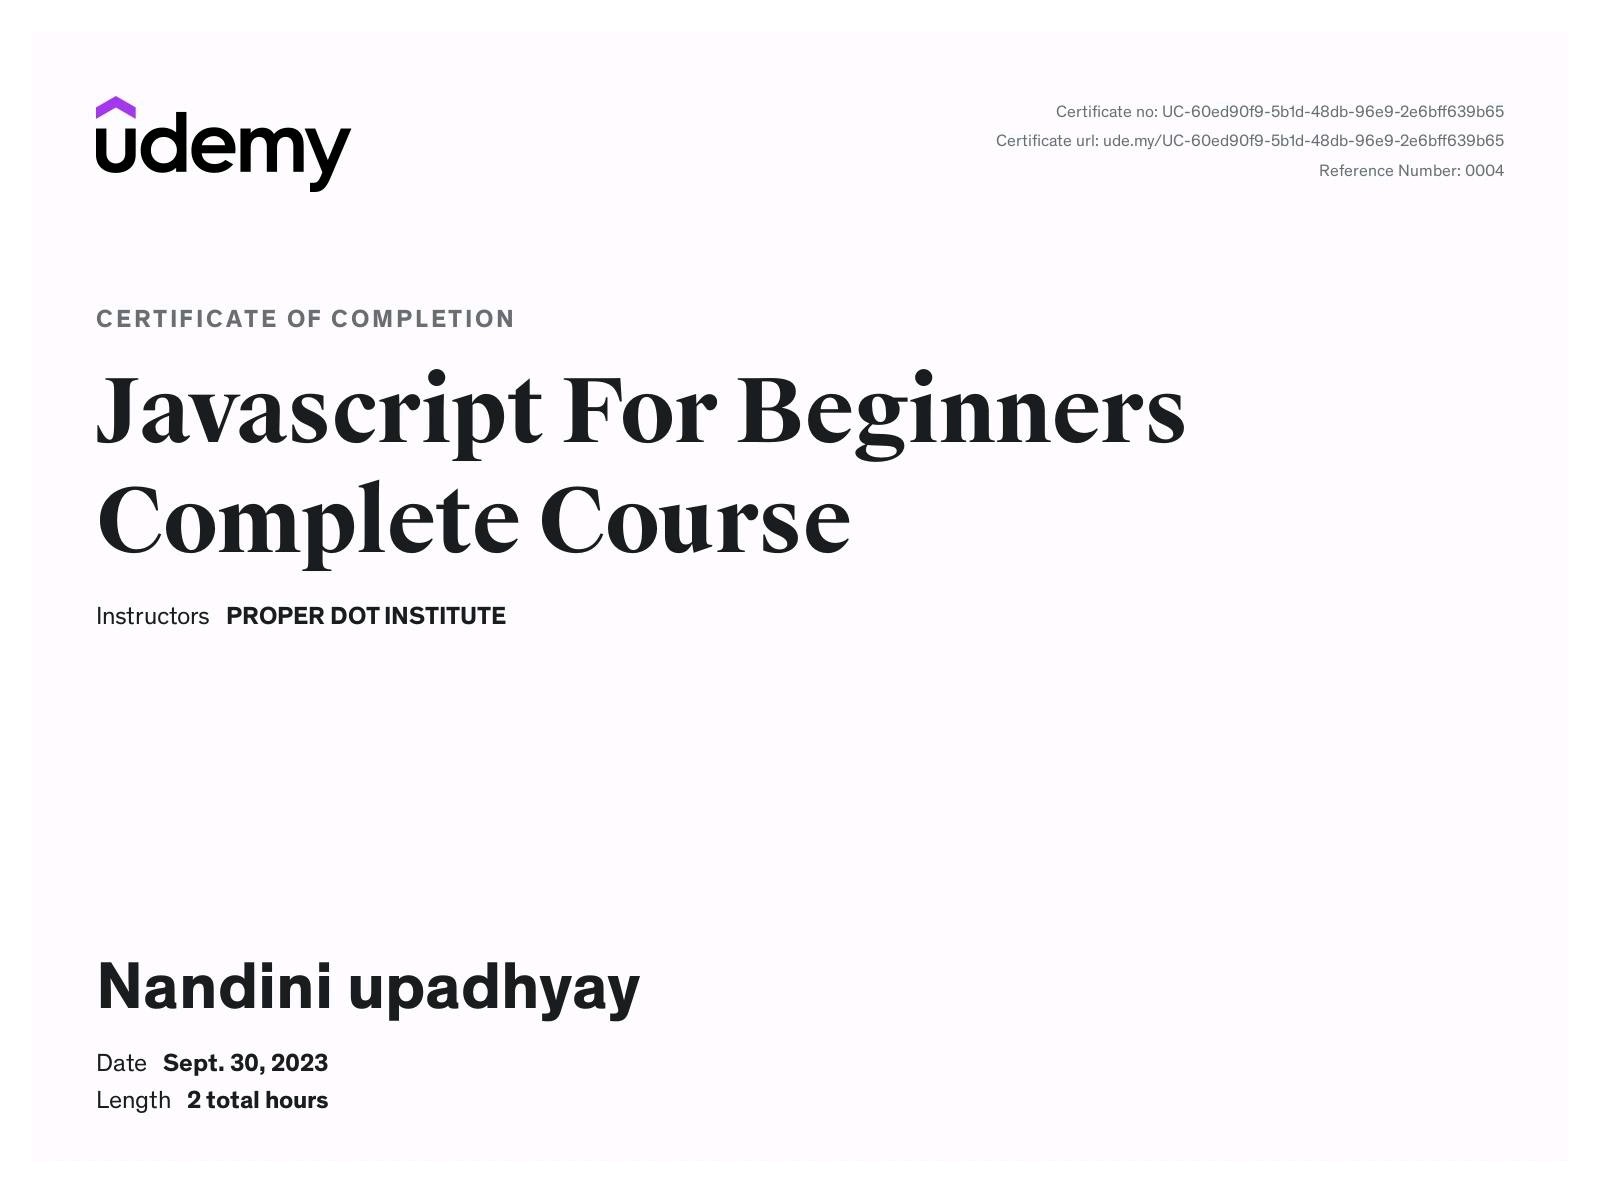 udemy
Certificate no: UC-60ed90f9-5b1d-48db-96e9-2e6bff639b65
Certificate url: ude.my/UC-60ed90f9-5b1d-48db-96e9-2e6bff639b65
Reference Number: 0004
CERTIFICATE OF COMPLETION
Javascript For Beginners
Complete Course
Instructors PROPER DOT INSTITUTE
Nandini upadhyay
Date Sept. 30, 2023
Length 2 total hours